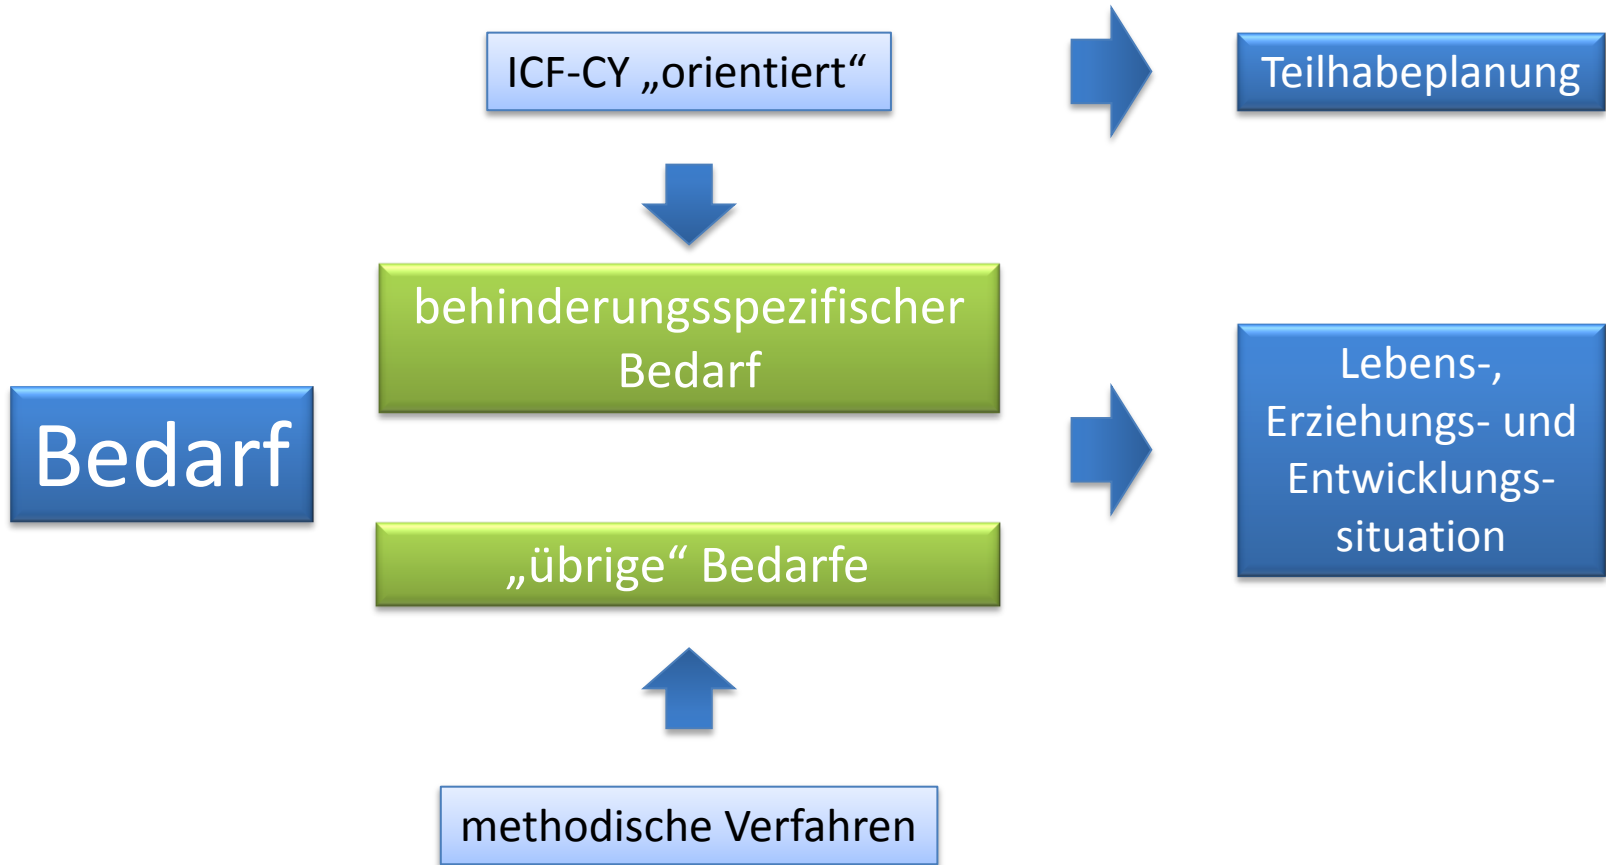 ICF-CY „orientiert“
Teilhabeplanung
behinderungsspezifischer
Bedarf
Bedarf
Lebens-,
Erziehungs- und
Entwicklungs-
situation
„übrige“ Bedarfe
methodische Verfahren